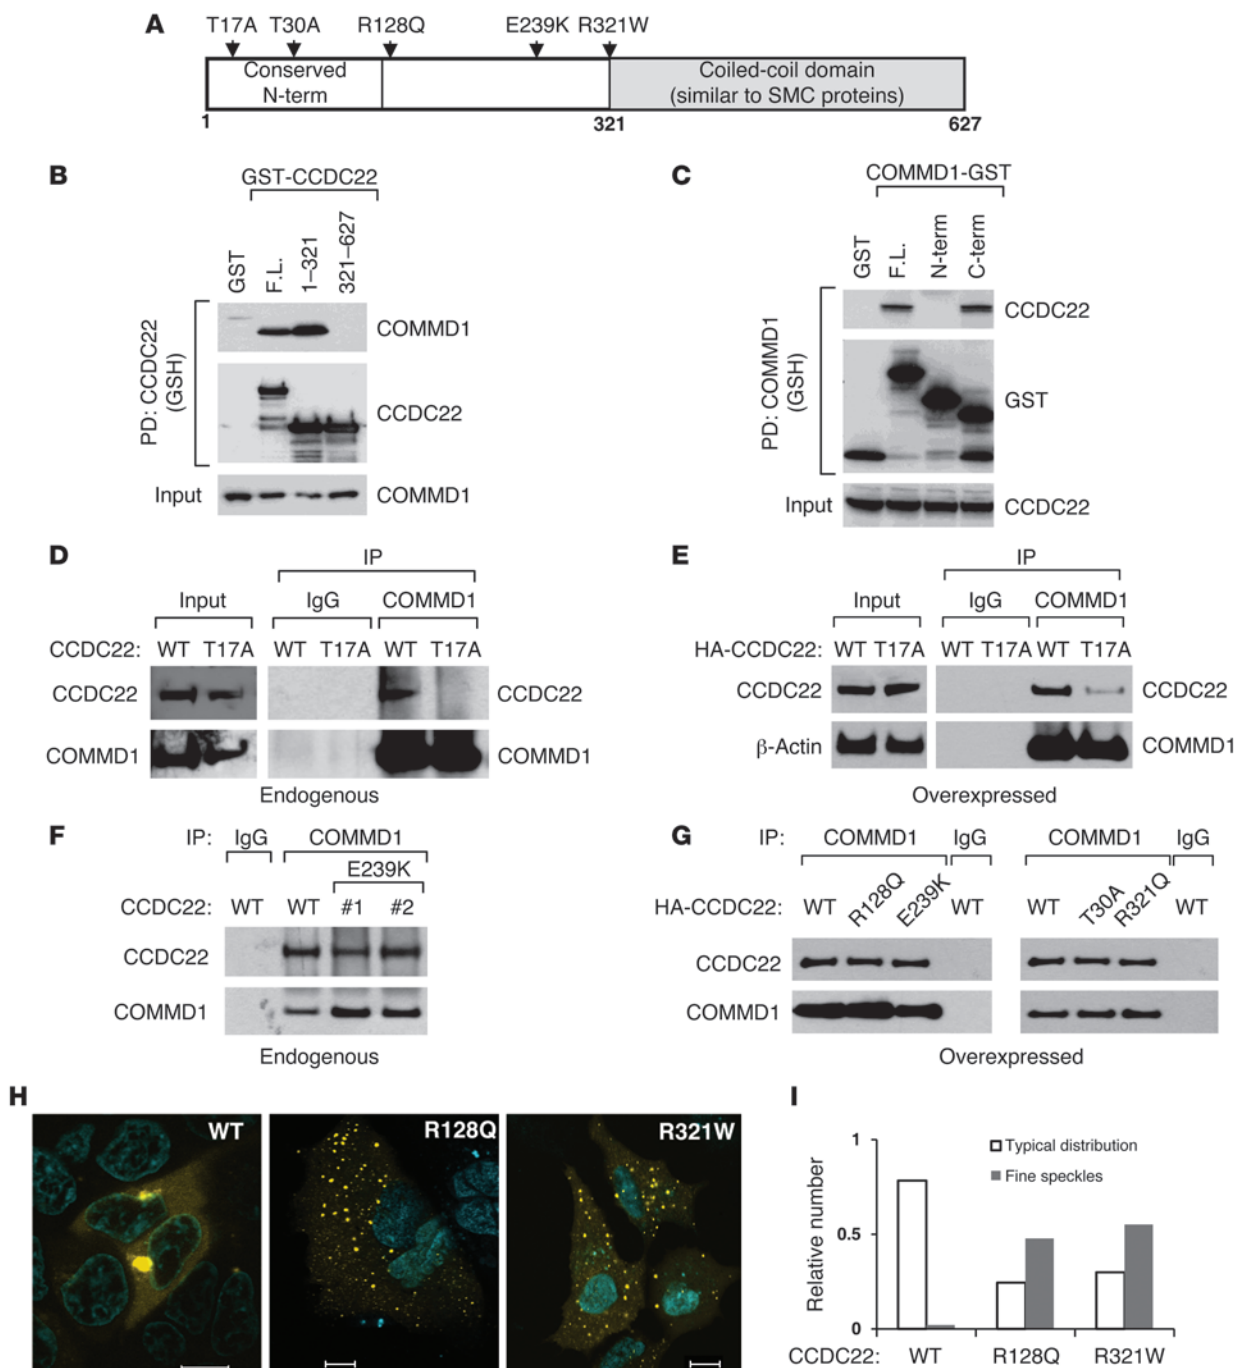 A
T17A T30A R128Q E239K R321W
Conserved
N-term
Coiled-coil domain
(similar to SMC proteins)
1 321 627
B
GST-CCDC22
GST F.L. 1–321 321–627
PD: CCDC22
(GSH)
COMMD1
CCDC22
Input COMMD1
C
COMMD1-GST
GST F.L. N-term C-term
PD: COMMD1
(GSH)
CCDC22
GST
Input CCDC22
D
IP
Input IgG COMMD1
CCDC22: WT T17A WT T17A WT T17A
CCDC22 CCDC22
COMMD1 COMMD1
Endogenous
E
IP
Input IgG COMMD1
HA-CCDC22: WT T17A WT T17A WT T17A
CCDC22 CCDC22
β-Actin COMMD1
Overexpressed
F
IP: IgG COMMD1
E239K
CCDC22: WT WT #1 #2
CCDC22
COMMD1
Endogenous
G
IP: COMMD1 IgG COMMD1 IgG
HA-CCDC22: WT R128Q E239K WT WT T30A R321Q WT
CCDC22
COMMD1
Overexpressed
H
WT R128Q R321W
I
1
Typical distribution
Fine speckles
0.5
Relative number
0
CCDC22: WT R128Q R321W